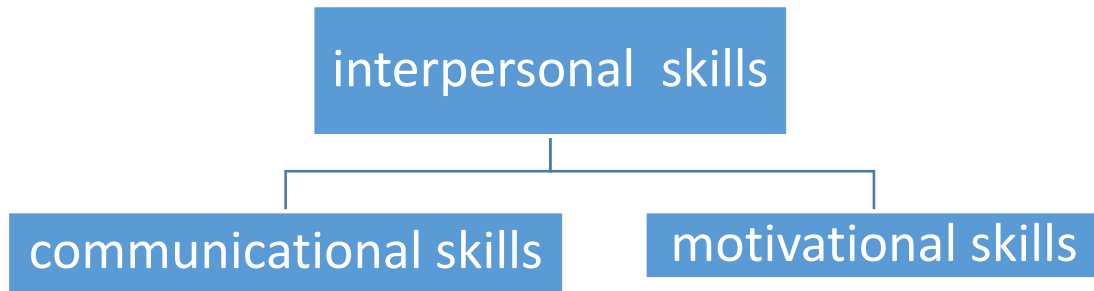 interpersonal skills
communicational skills
motivational skills